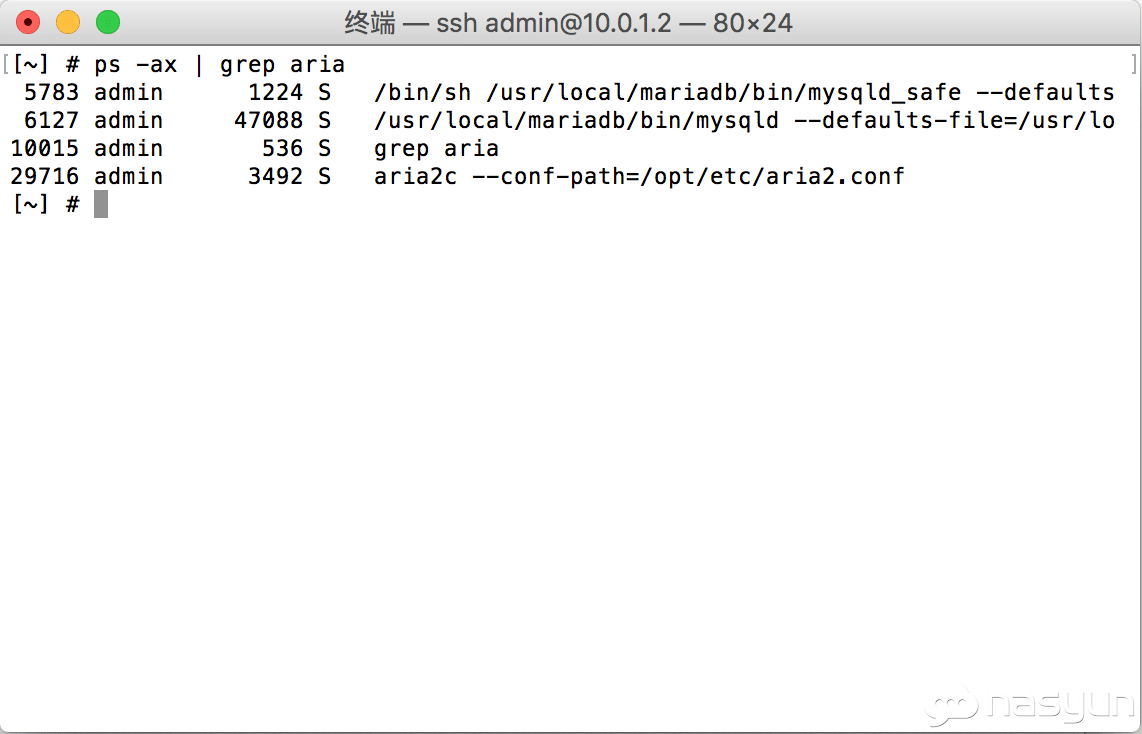 终端 — ssh admin@10.0.1.2 — 80×24
[[~] # ps -ax | grep aria ]
5783 admin 1224 S /bin/sh /usr/local/mariadb/bin/mysqld_safe --defaults
6127 admin 47088 S /usr/local/mariadb/bin/mysqld --defaults-file=/usr/lo
10015 admin 536 S grep aria
29716 admin 3492 S aria2c --conf-path=/opt/etc/aria2.conf
[~] #
nasyun